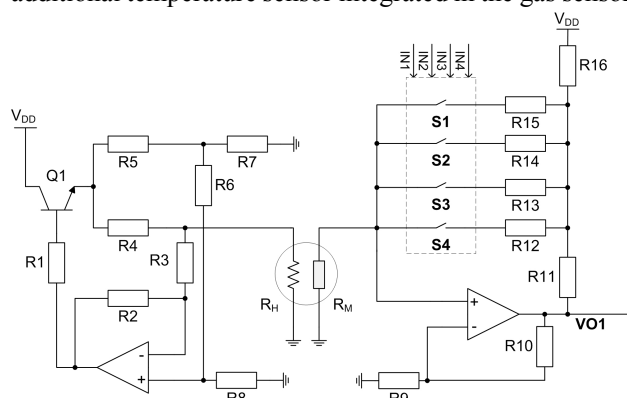 additional temperature sensor integrated in the gas sensor
VDD
IN1
IN2
IN3
IN4
R16
VDD
S1
R15
R5
R7
S2
R14
Q1
R6
S3
R13
R4
S4
R12
R1
R3
R11
R2
RH
RM
+
-
VO1
R10
-
+
R8
R9